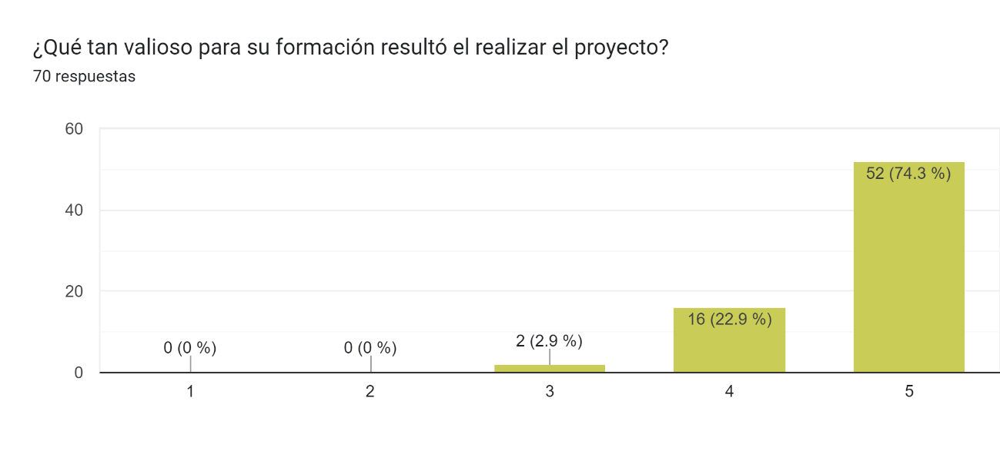 ¿Qué tan valioso para su formación resultó el realizar el proyecto?
70 respuestas
60
40
20
0
0 (0 %)
0 (0 %)
2 (2.9 %)
16 (22.9 %)
52 (74.3 %)
1
2
3
4
5